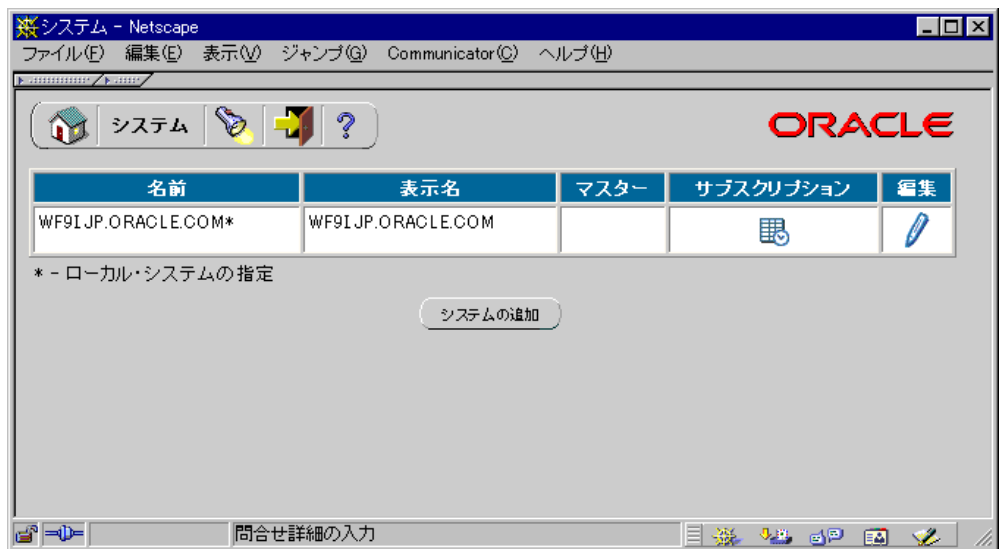 システム - Netscape
ファイル(F) 編集(E) 表示(V) ジャンプ(G) Communicator(C) ヘルプ(H)
システム ? ORACLE
名前 表示名 マスター サブスクリプション 編集
WF9I.JP.ORACLE.COM* WF9I.JP.ORACLE.COM
* - ローカル・システムの指定
システムの追加
問合せ詳細の入力